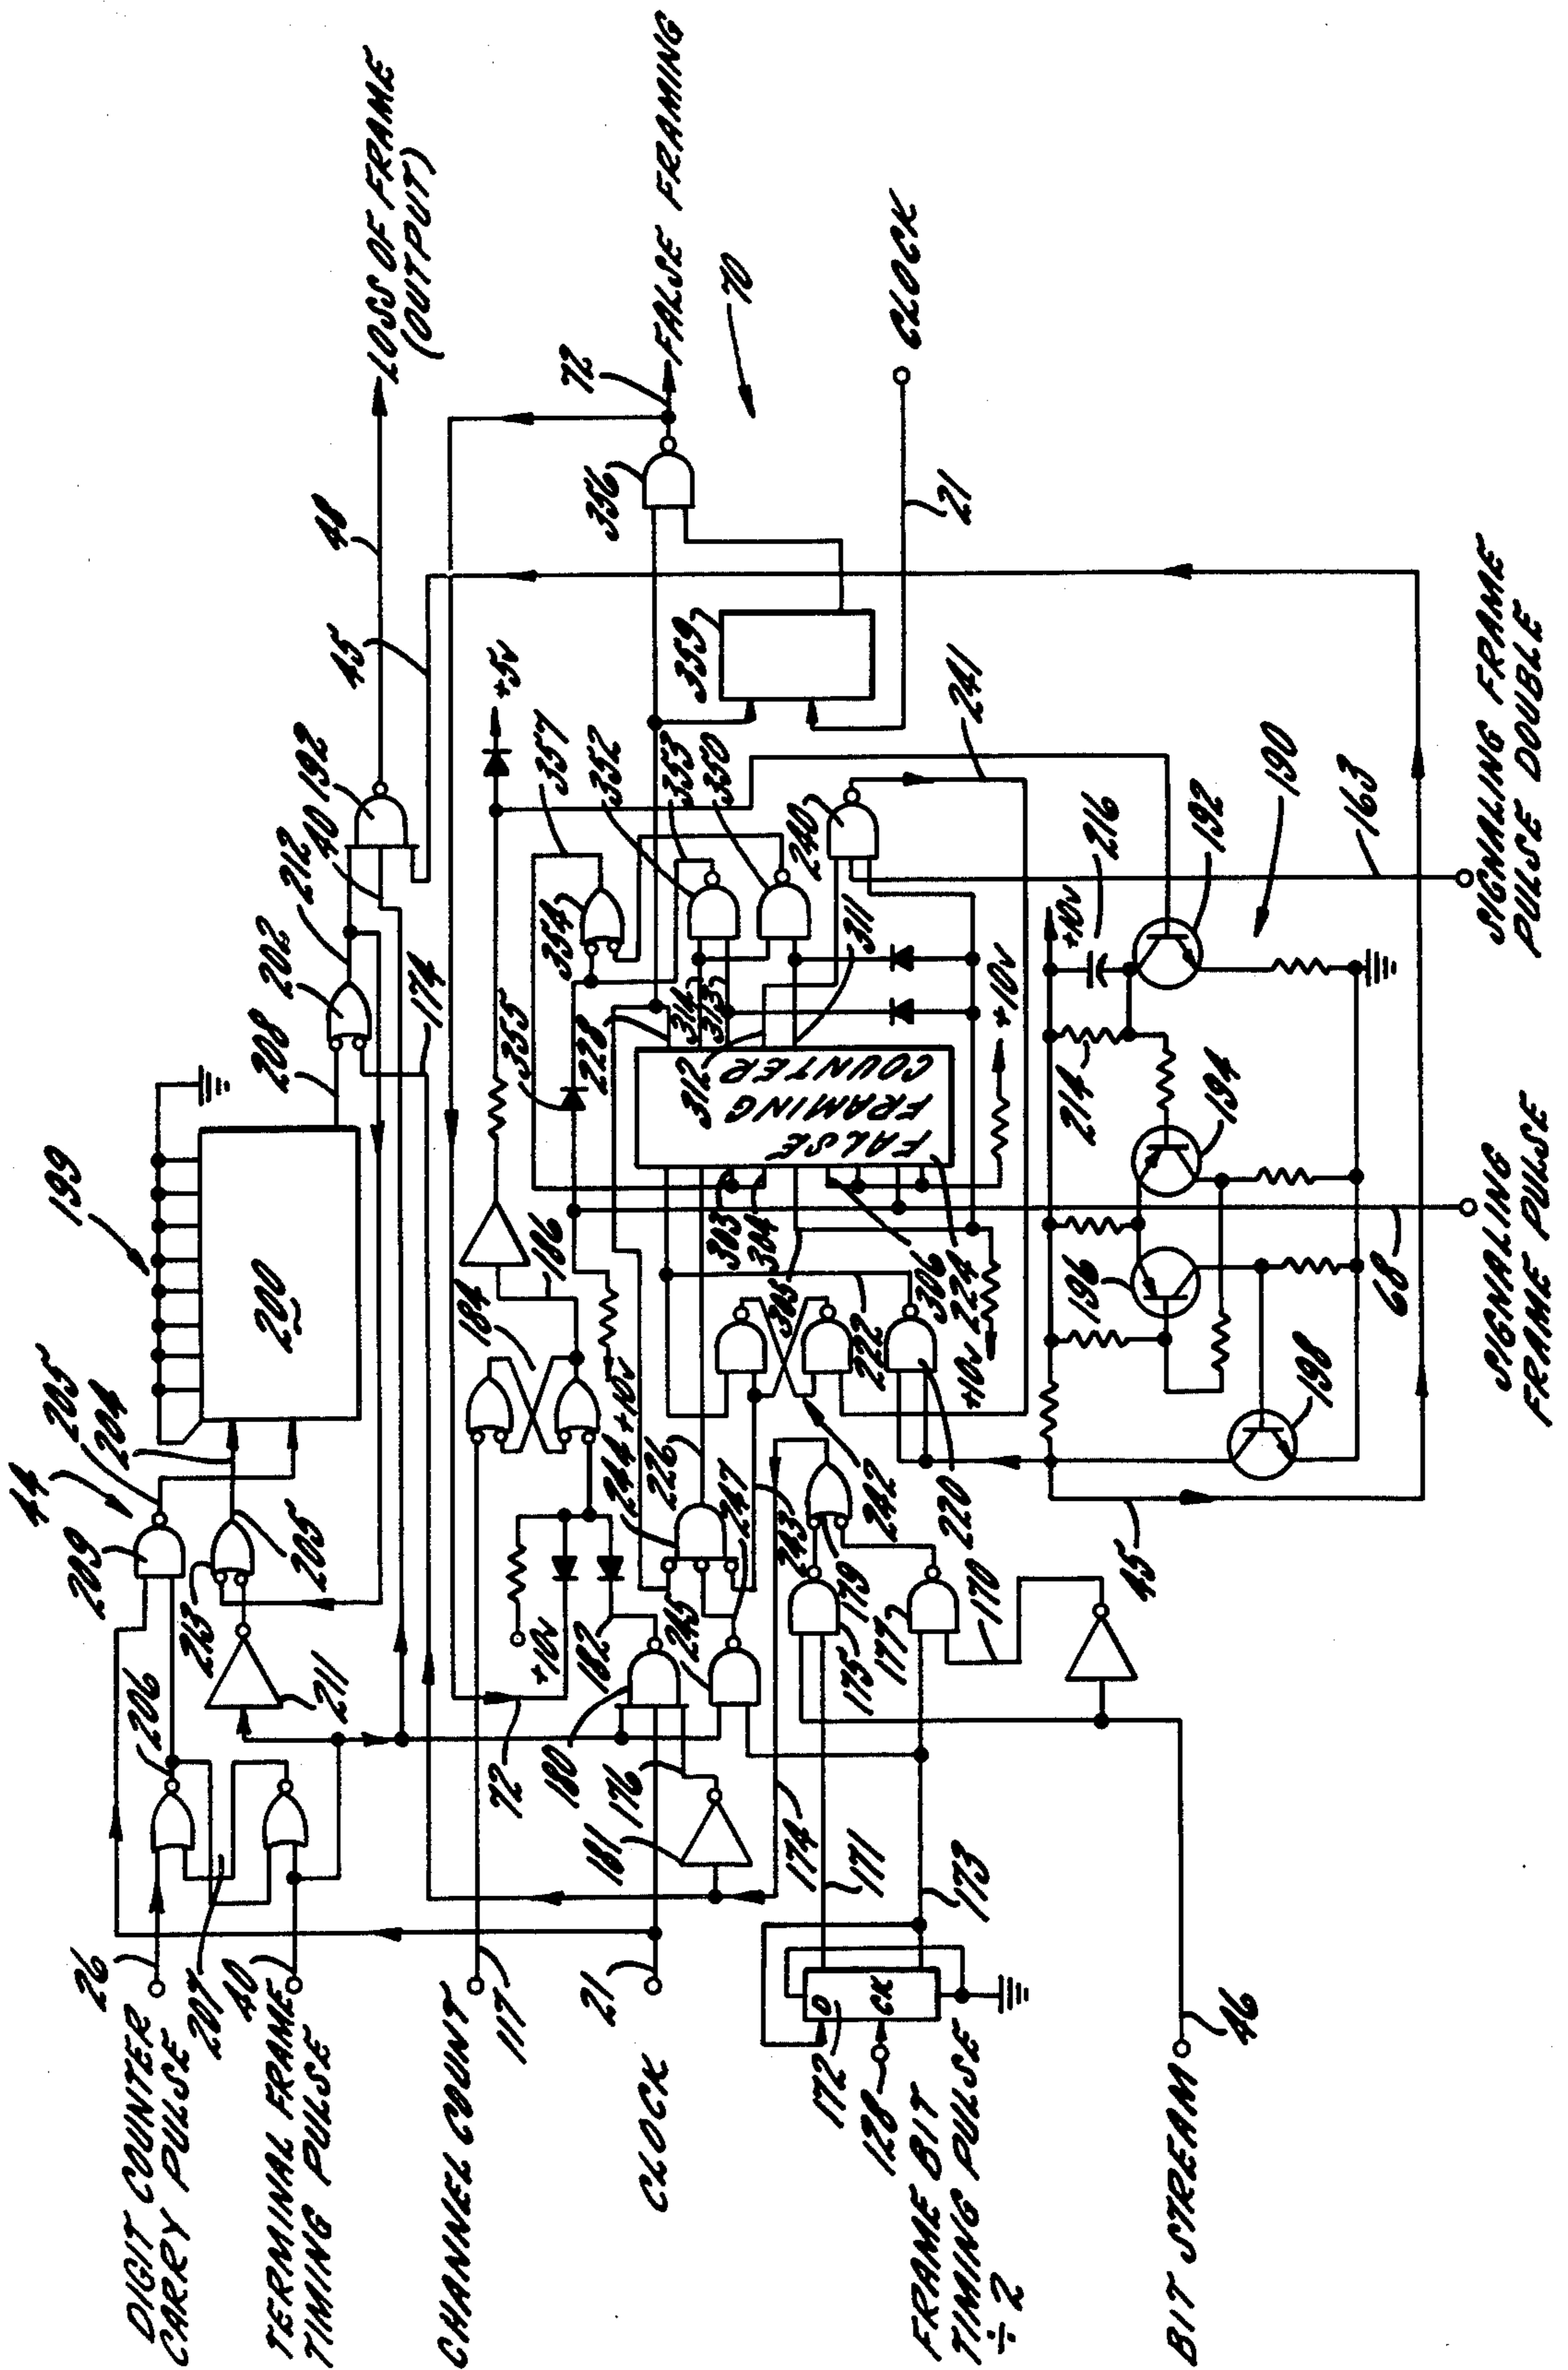 DIGIT COUNTER
CARRY PULSE
26
TERMINAL FRAME
TIMING PULSE
40
207
206
209
205
204
44
199
200
208
202
212
40
192
48
LOSS OF FRAME
(OUTPUT)
213
205
211
174
45
CHANNEL COUNT
117
72
+10V
184
186
+5V
182
180
176
181
CLOCK
21
244
+10V
245
226
247
243
355
228
354
357
352
353
350
314
313
312
311
303
304
305
306
FALSE
FRAMING
COUNTER
222
224
+10V
+10V
242
220
240
241
359
356
72
FALSE FRAMING
70
CLOCK
21
174
171
173
175
179
177
170
172
D
CK
128
FRAME BIT
TIMING PULSE
÷2
BIT STREAM
46
45
198
196
194
214
216
+10V
192
190
68
163
SIGNALING
FRAME PULSE
SIGNALING FRAME
PULSE DOUBLE